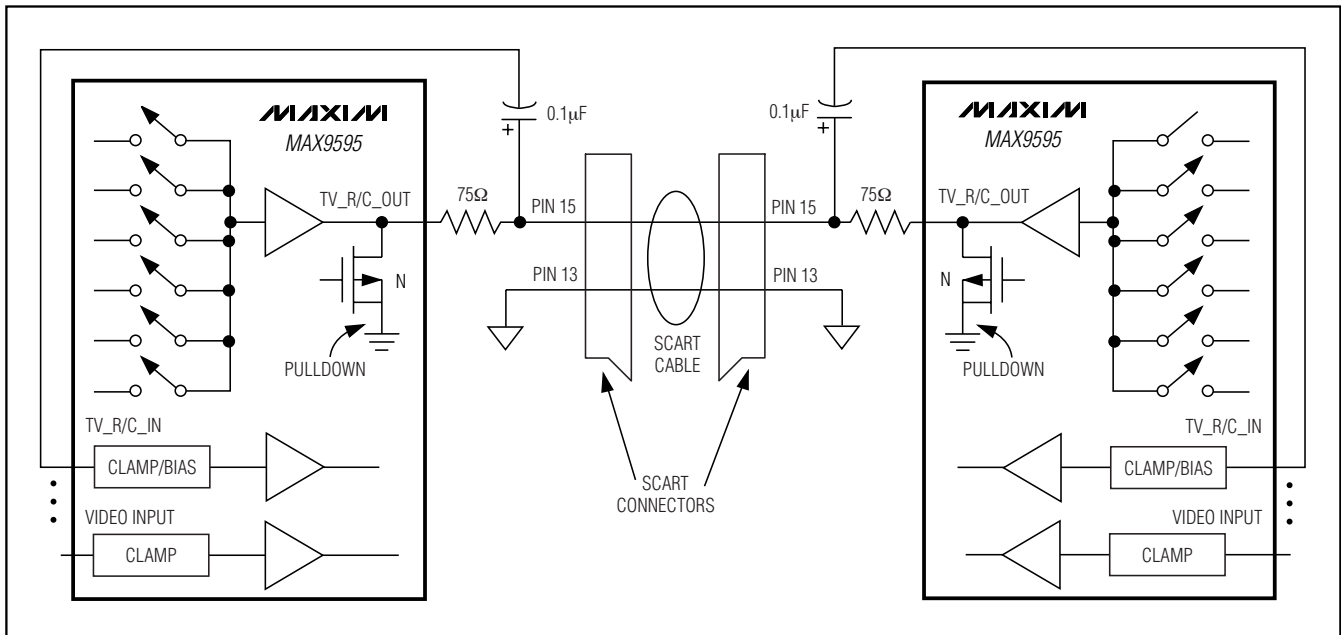 MAXIM
MAX9595
TV_R/C_OUT
N
PULLDOWN
TV_R/C_IN
CLAMP/BIAS
VIDEO INPUT
CLAMP
75Ω
0.1μF
+
PIN 15
PIN 13
SCART
CABLE
SCART
CONNECTORS
0.1μF
+
PIN 15
PIN 13
75Ω
MAXIM
MAX9595
TV_R/C_OUT
N
PULLDOWN
TV_R/C_IN
CLAMP/BIAS
VIDEO INPUT
CLAMP